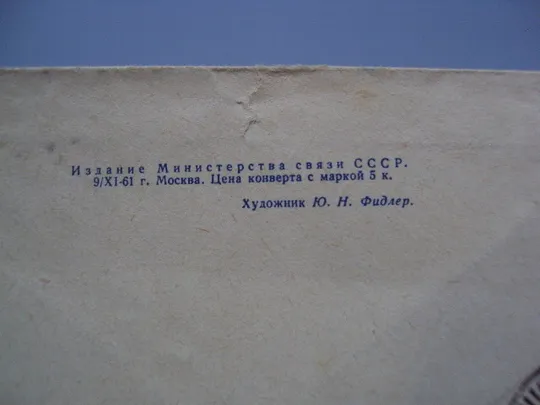 Издание Министерства связи СССР.
9/XI-61 г. Москва. Цена конверта с маркой 5 к.
Художник Ю. Н. Фидлер.